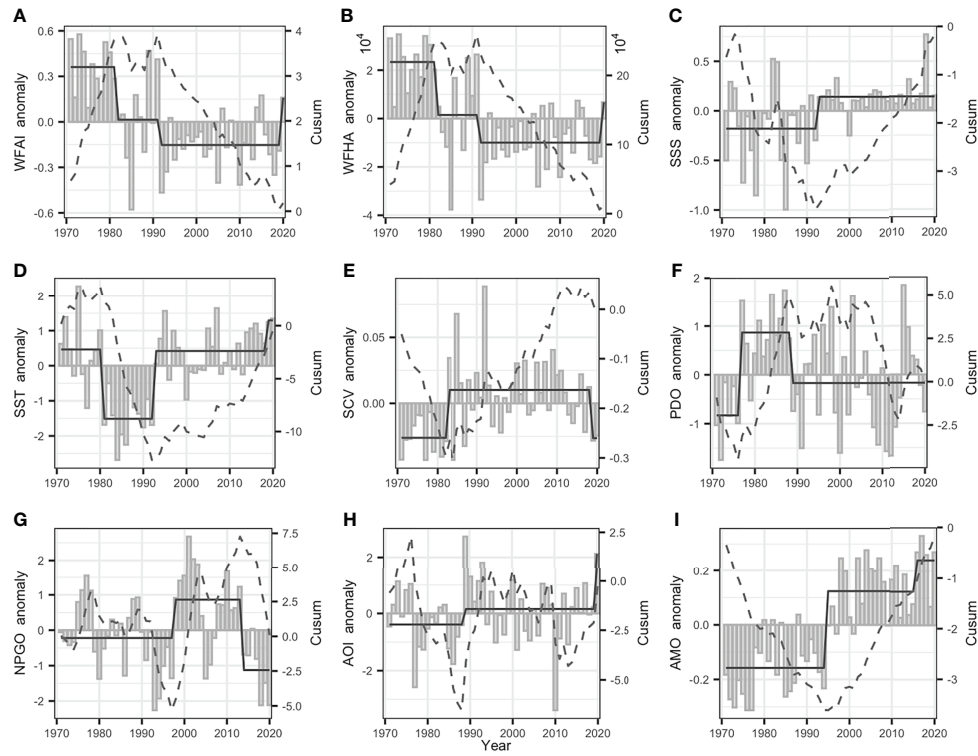 A
B
C
0.6
0.3
0.0
-0.3
-0.6
WFAI anomaly
4
3
2
1
0
Cusum
1970 1980 1990 2000 2010 2020
10⁴
2
0
-2
-4
WFHA anomaly
10⁴
20
10
0
Cusum
1970 1980 1990 2000 2010 2020
0.5
0.0
-0.5
-1.0
SSS anomaly
0
-1
-2
-3
Cusum
1970 1980 1990 2000 2010 2020
D
E
F
2
1
0
-1
-2
SST anomaly
0
-5
-10
Cusum
1970 1980 1990 2000 2010 2020
0.05
0.00
SCV anomaly
0.0
-0.1
-0.2
-0.3
Cusum
1970 1980 1990 2000 2010 2020
2
1
0
-1
PDO anomaly
5.0
2.5
0.0
-2.5
Cusum
1970 1980 1990 2000 2010 2020
G
H
I
2
1
0
-1
-2
NPGO anomaly
7.5
5.0
2.5
0.0
-2.5
-5.0
Cusum
1970 1980 1990 2000 2010 2020
2
0
-2
AOI anomaly
2.5
0.0
-2.5
-5.0
Cusum
1970 1980 1990 2000 2010 2020
Year
0.2
0.0
-0.2
AMO anomaly
0
-1
-2
-3
Cusum
1970 1980 1990 2000 2010 2020